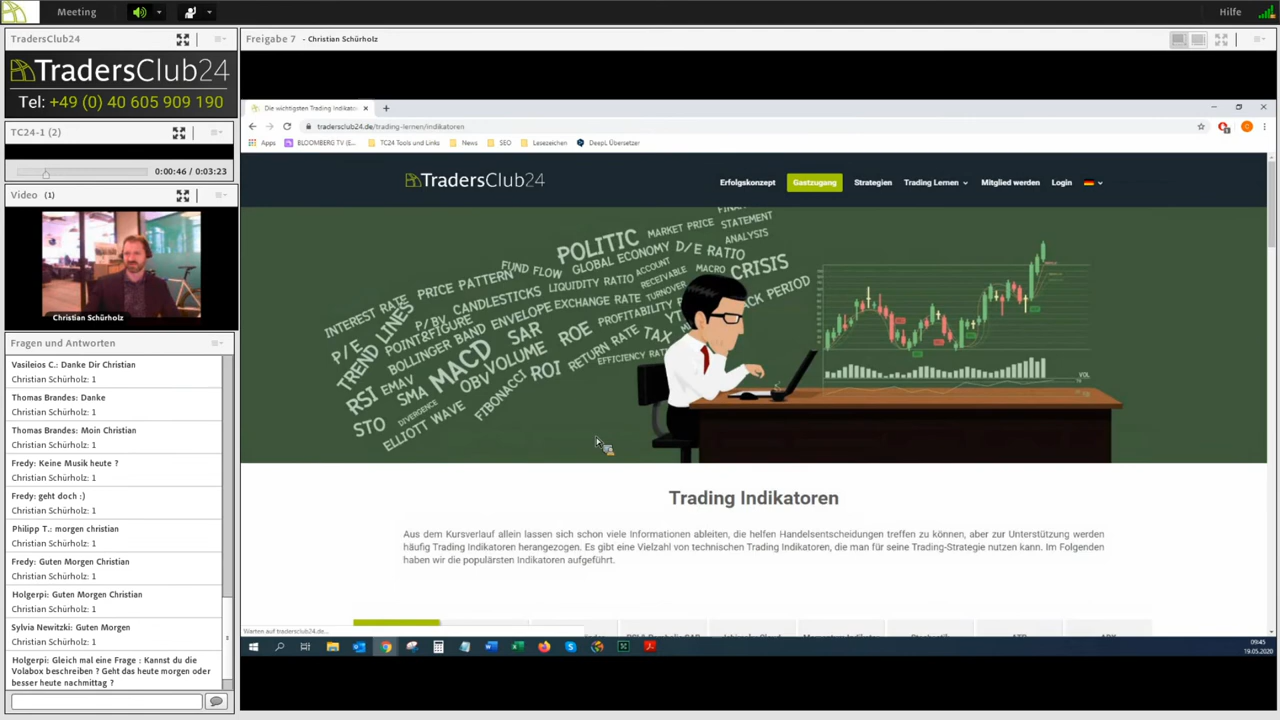 Meeting
Hilfe
TradersClub24
Freigabe 7 - Christian Schürholz
TradersClub24
Tel: +49 (0) 40 605 909 190
TC24-1 (2)
0:00:46 / 0:03:23
Video (1)
Christian Schürholz
Fragen und Antworten
Vasileios C.: Danke Dir Christian
Christian Schürholz: 1
Thomas Brandes: Danke
Christian Schürholz: 1
Thomas Brandes: Moin Christian
Christian Schürholz: 1
Fredy: Keine Musik heute ?
Christian Schürholz: 1
Fredy: geht doch :)
Christian Schürholz: 1
Philipp T.: morgen christian
Christian Schürholz: 1
Fredy: Guten Morgen Christian
Christian Schürholz: 1
Holgerpi: Guten Morgen Christian
Christian Schürholz: 1
Sylvia Newitzki: Guten Morgen
Christian Schürholz: 1
Holgerpi: Gleich mal eine Frage : Kannst du die
Volabox beschreiben ? Geht das heute morgen oder
besser heute nachmittag ?
Die wichtigsten Trading Indikato
tradersclub24.de/trading-lernen/indikatoren
Apps BLOOMBERG TV (E... TC24 Tools und Links News SEO Lesezeichen DeepL Übersetzer
TradersClub24
Erfolgskonzept Gastzugang Strategien Trading Lernen Mitglied werden Login
STATEMENT
MARKET PRICE
ANALYSIS
POLITIC
D/E RATIO
GLOBAL ECONOMY
FUND FLOW
ACCOUNT
RECEIVABLE
MACRO
CRISIS
PRICE PATTERN
LIQUIDITY RATIO
TURNOVER
INTEREST RATE
CANDLESTICKS
EXCHANGE RATE
P/BV
ENVELOPE
PROFITABILITY
TREND LINES
POINT&FIGURE
BOLLINGER BAND
SAR
ROE
TAX
P/E
MACD
VOLUME
RETURN RATE
RSI
EMAV
SMA
OBV
ROI
STO
DIVERGENCE
FIBONACCI
ELLIOTT WAVE
VOL
Trading Indikatoren
Aus dem Kursverlauf allein lassen sich schon viele Informationen ableiten, die helfen Handelsentscheidungen treffen zu können, aber zur Unterstützung werden
häufig Trading Indikatoren herangezogen. Es gibt eine Vielzahl von technischen Trading Indikatoren, die man für seine Trading-Strategie nutzen kann. Im Folgenden
haben wir die populärsten Indikatoren aufgeführt.
Warten auf tradersclub24.de...
09:45
19.05.2020